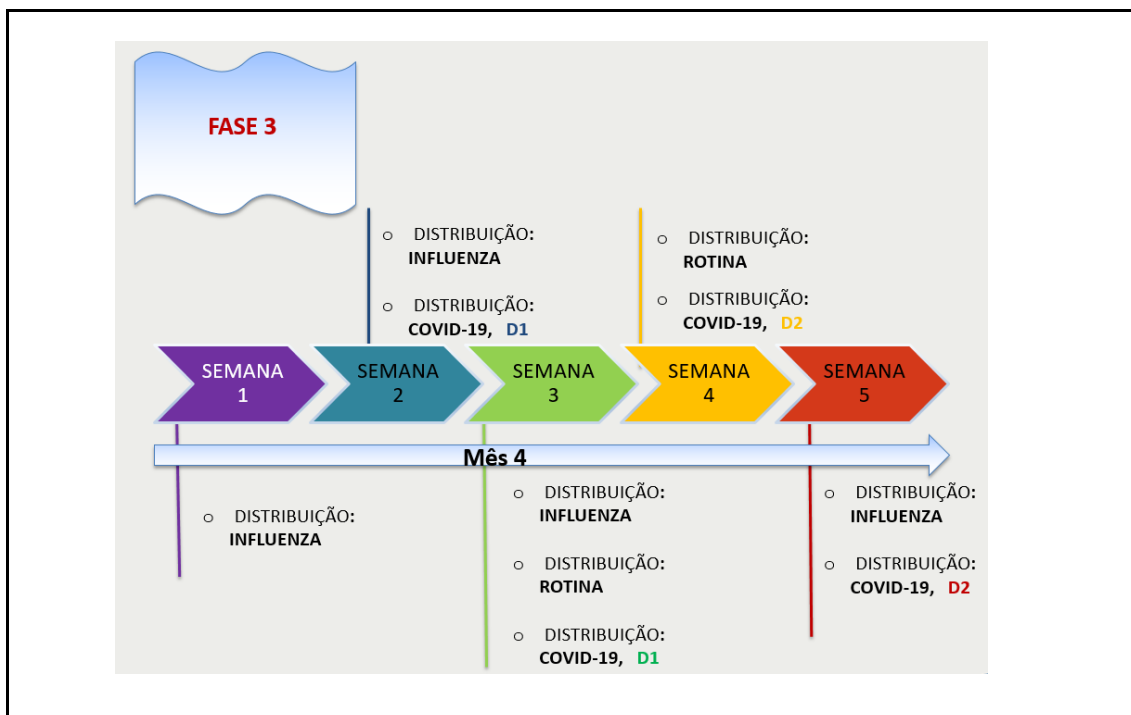 FASE 3
o DISTRIBUIÇÃO:
INFLUENZA
o DISTRIBUIÇÃO:
COVID-19, D1
o DISTRIBUIÇÃO:
ROTINA
o DISTRIBUIÇÃO:
COVID-19, D2
SEMANA
1
SEMANA
2
SEMANA
3
SEMANA
4
SEMANA
5
Mês 4
o DISTRIBUIÇÃO:
INFLUENZA
o DISTRIBUIÇÃO:
INFLUENZA
o DISTRIBUIÇÃO:
ROTINA
o DISTRIBUIÇÃO:
COVID-19, D1
o DISTRIBUIÇÃO:
INFLUENZA
o DISTRIBUIÇÃO:
COVID-19, D2